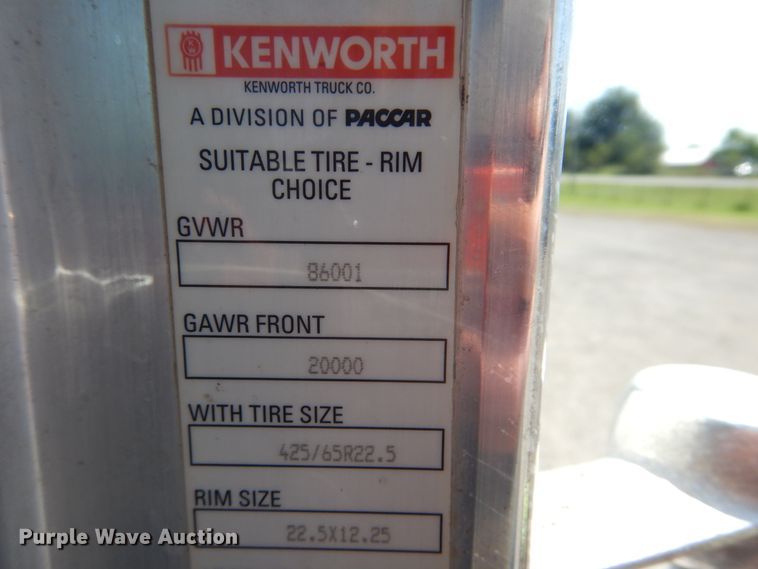 KENWORTH
KENWORTH TRUCK CO.
A DIVISION OF PACCAR
SUITABLE TIRE - RIM
CHOICE
GVWR
86001
GAWR FRONT
20000
WITH TIRE SIZE
425/65R22.5
RIM SIZE
22.5X12.25
Purple Wave Auction